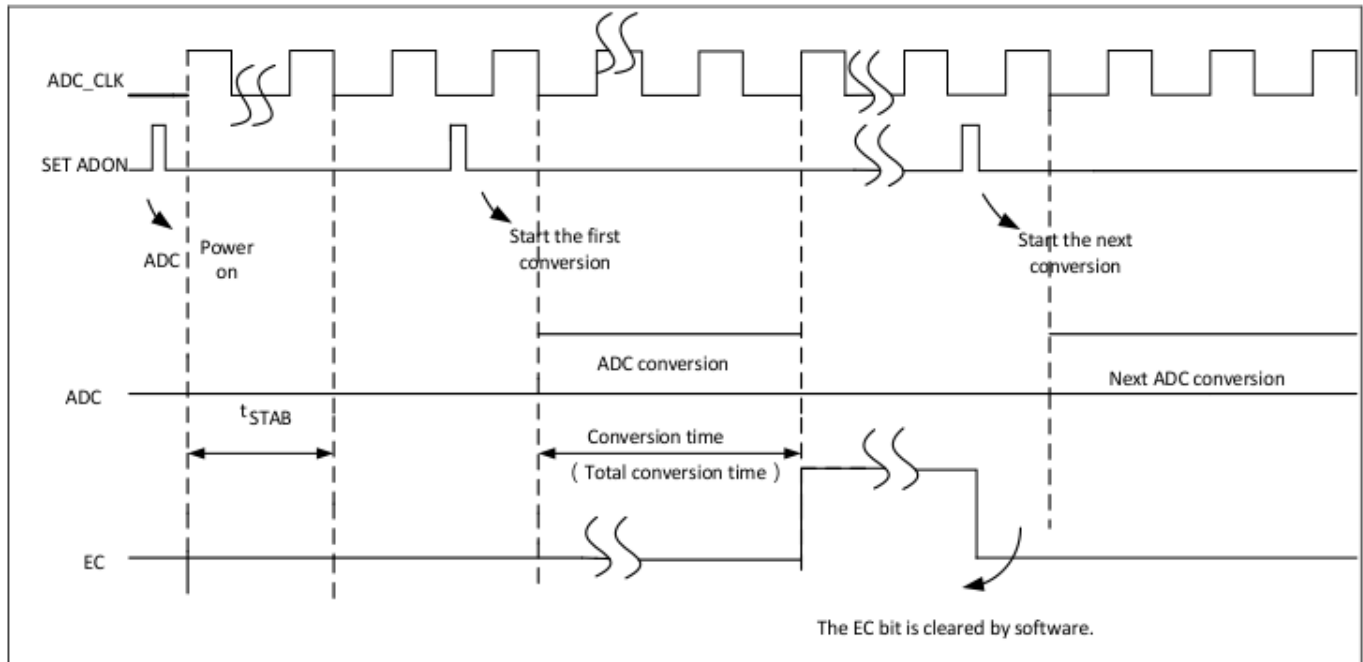 ADC_CLK
SET ADON
ADC
Power
on
Start the first
conversion
Start the next
conversion
ADC conversion
Next ADC conversion
ADC
tSTAB
Conversion time
( Total conversion time )
EC
The EC bit is cleared by software.